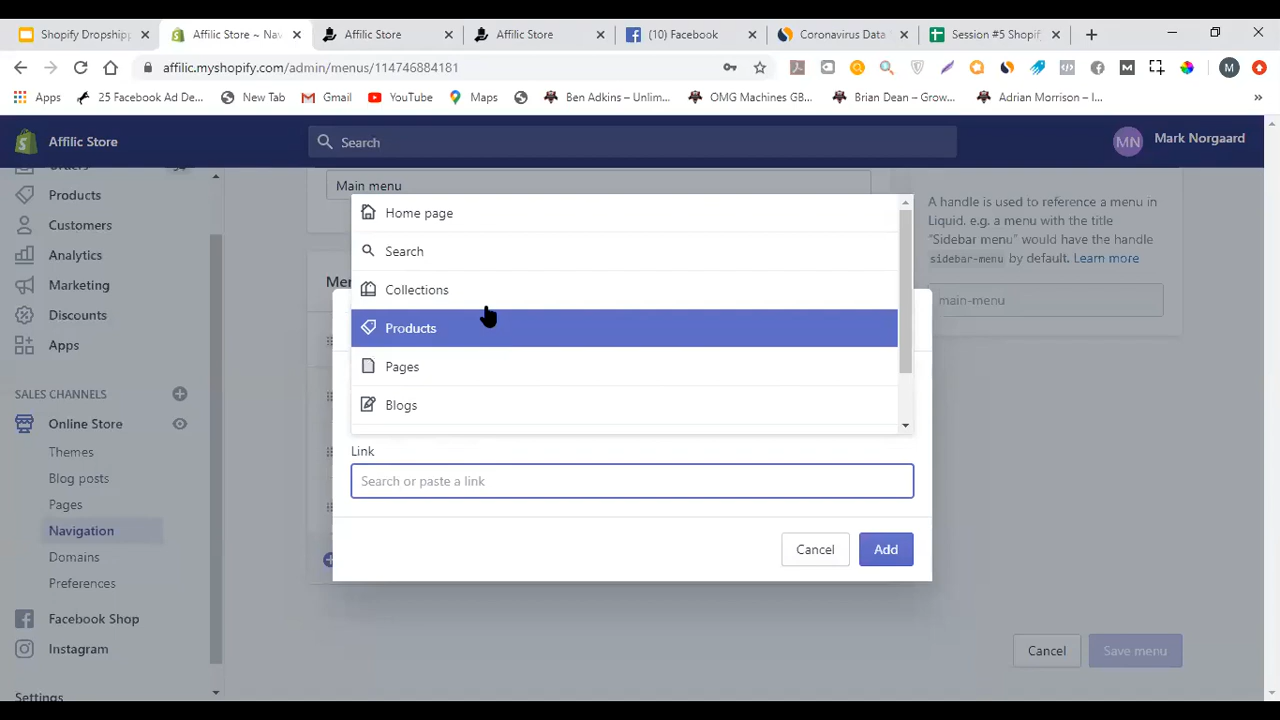 Shopify Dropshipp
Affilic Store ~ Nav
Affilic Store
Affilic Store
(10) Facebook
Coronavirus Data
Session #5 Shopify
affilic.myshopify.com/admin/menus/114746884181
M
Apps
25 Facebook Ad De...
New Tab
Gmail
YouTube
Maps
Ben Adkins – Unlim...
OMG Machines GB...
Brian Dean – Grow...
Adrian Morrison – I...
»
Affilic Store
Search
MN
Mark Norgaard
Products
Customers
Analytics
Marketing
Discounts
Apps
SALES CHANNELS
Online Store
Themes
Blog posts
Pages
Navigation
Domains
Preferences
Facebook Shop
Instagram
Settings
Main menu
Home page
Search
Collections
Products
Pages
Blogs
Link
Search or paste a link
Cancel
Add
A handle is used to reference a menu in
Liquid. e.g. a menu with the title
“Sidebar menu” would have the handle
sidebar-menu by default. Learn more
main-menu
Cancel
Save menu